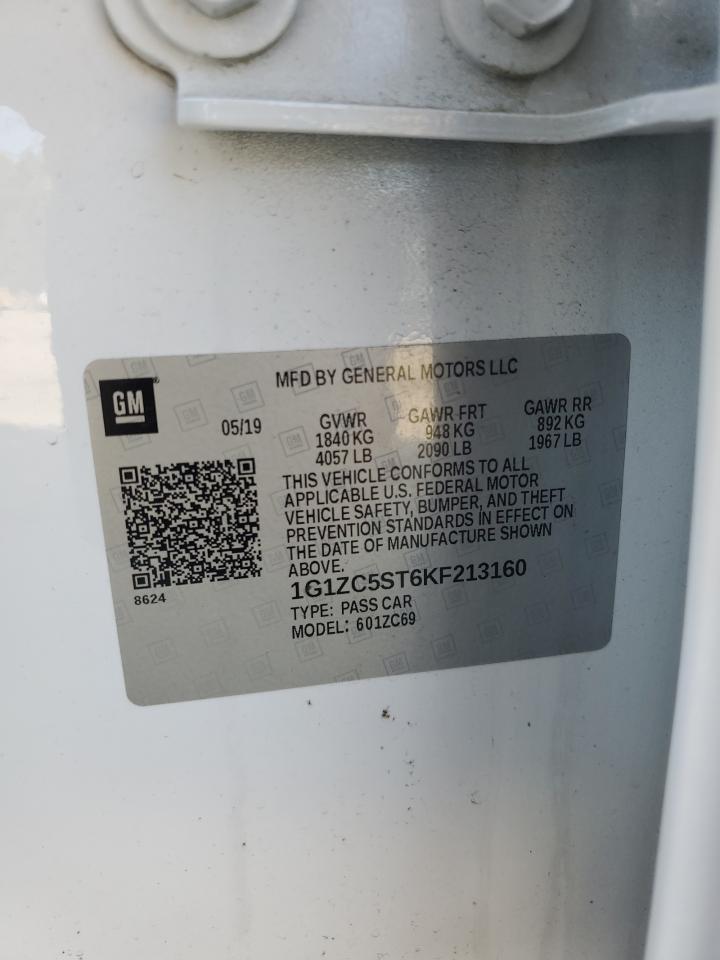 GM
MFD BY GENERAL MOTORS LLC
05/19
GVWR GAWR FRT GAWR RR
1840 KG 948 KG 892 KG
4057 LB 2090 LB 1967 LB
THIS VEHICLE CONFORMS TO ALL
APPLICABLE U.S. FEDERAL MOTOR
VEHICLE SAFETY, BUMPER, AND THEFT
PREVENTION STANDARDS IN EFFECT ON
THE DATE OF MANUFACTURE SHOWN
ABOVE.
1G1ZC5ST6KF213160
TYPE: PASS CAR
MODEL: 601ZC69
8624